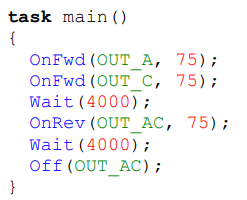 task main()
{
  OnFwd(OUT_A, 75);
  OnFwd(OUT_C, 75);
  Wait(4000);
  OnRev(OUT_AC, 75);
  Wait(4000);
  Off(OUT_AC);
}